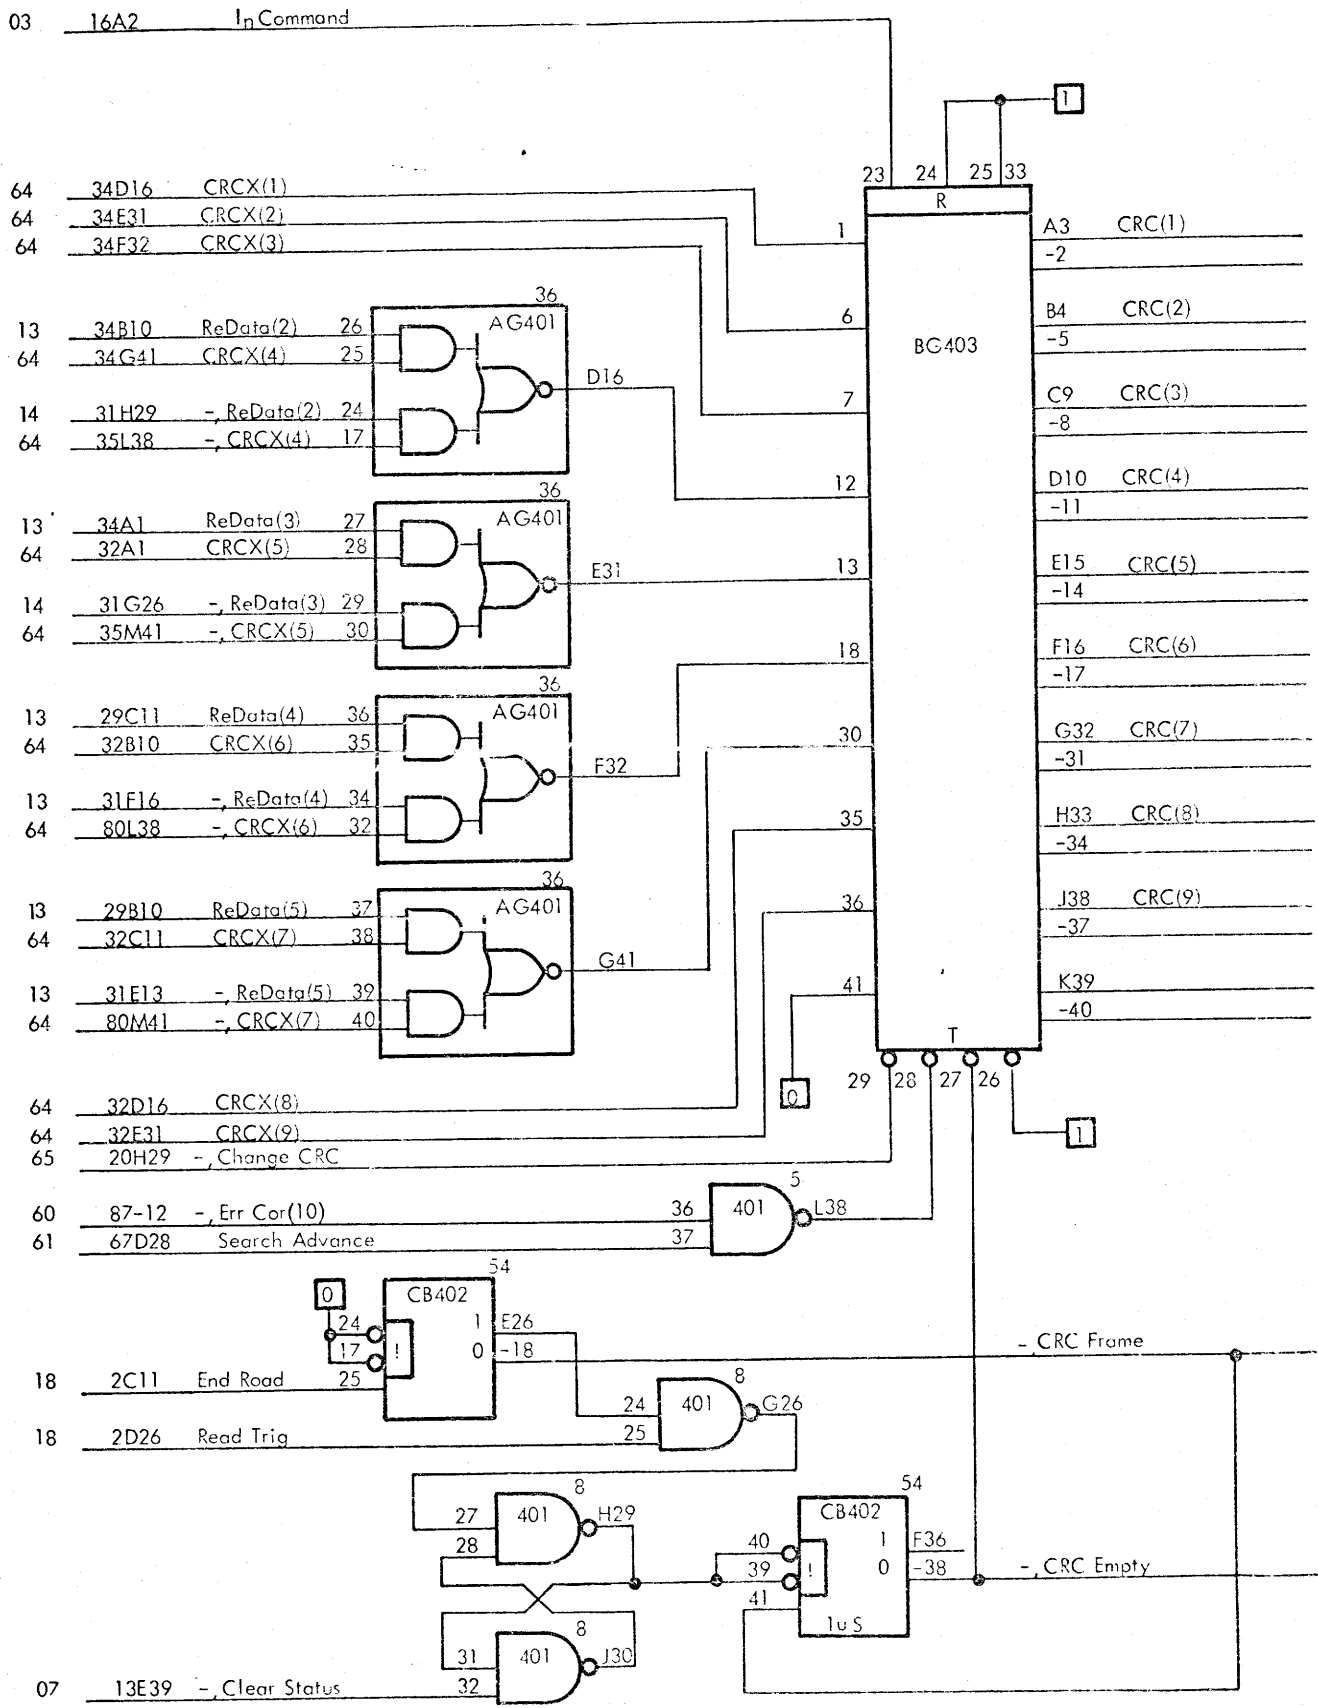 03 16A2 In Command
1
23 24 25 33
R
64 34D16 CRCX(1)
64 34E31 CRCX(2)
64 34F32 CRCX(3)
1 A3 CRC(1)
-2
36
AG401
13 34B10 ReData(2) 26
64 34G41 CRCX(4) 25
14 31H29 -,ReData(2) 24
64 35L38 -,CRCX(4) 17
D16
6 B4 CRC(2)
-5
BG403
7 C9 CRC(3)
-8
12 D10 CRC(4)
-11
36
AG401
13 34A1 ReData(3) 27
64 32A1 CRCX(5) 28
14 31G26 -,ReData(3) 29
64 35M41 -,CRCX(5) 30
E31
13 E15 CRC(5)
-14
18 F16 CRC(6)
-17
36
AG401
13 29C11 ReData(4) 36
64 32B10 CRCX(6) 35
13 31F16 -,ReData(4) 34
64 80L38 -,CRCX(6) 32
F32
30 G32 CRC(7)
-31
35 H33 CRC(8)
-34
36
AG401
13 29B10 ReData(5) 37
64 32C11 CRCX(7) 38
13 31E13 -,ReData(5) 39
64 80M41 -,CRCX(7) 40
G41
36 J38 CRC(9)
-37
41 K39
-40
T
29 28 27 26
0
1
64 32D16 CRCX(8)
64 32E31 CRCX(9)
65 20H29 -,Change CRC
5
60 87-12 -,Err Cor(10) 36 401 L38
61 67D28 Search Advance 37
54
0 CB402
24 1 E26
17 ! 0 -18 -,CRC Frame
18 2C11 End Road 25
8
24 401 G26
18 2D26 Read Trig 25
8
27 401 H29
28
54
CB402
40 1 F36
39 ! 0 -38 -,CRC Empty
41
1uS
8
31 401 J30
07 13E39 -,Clear Status 32